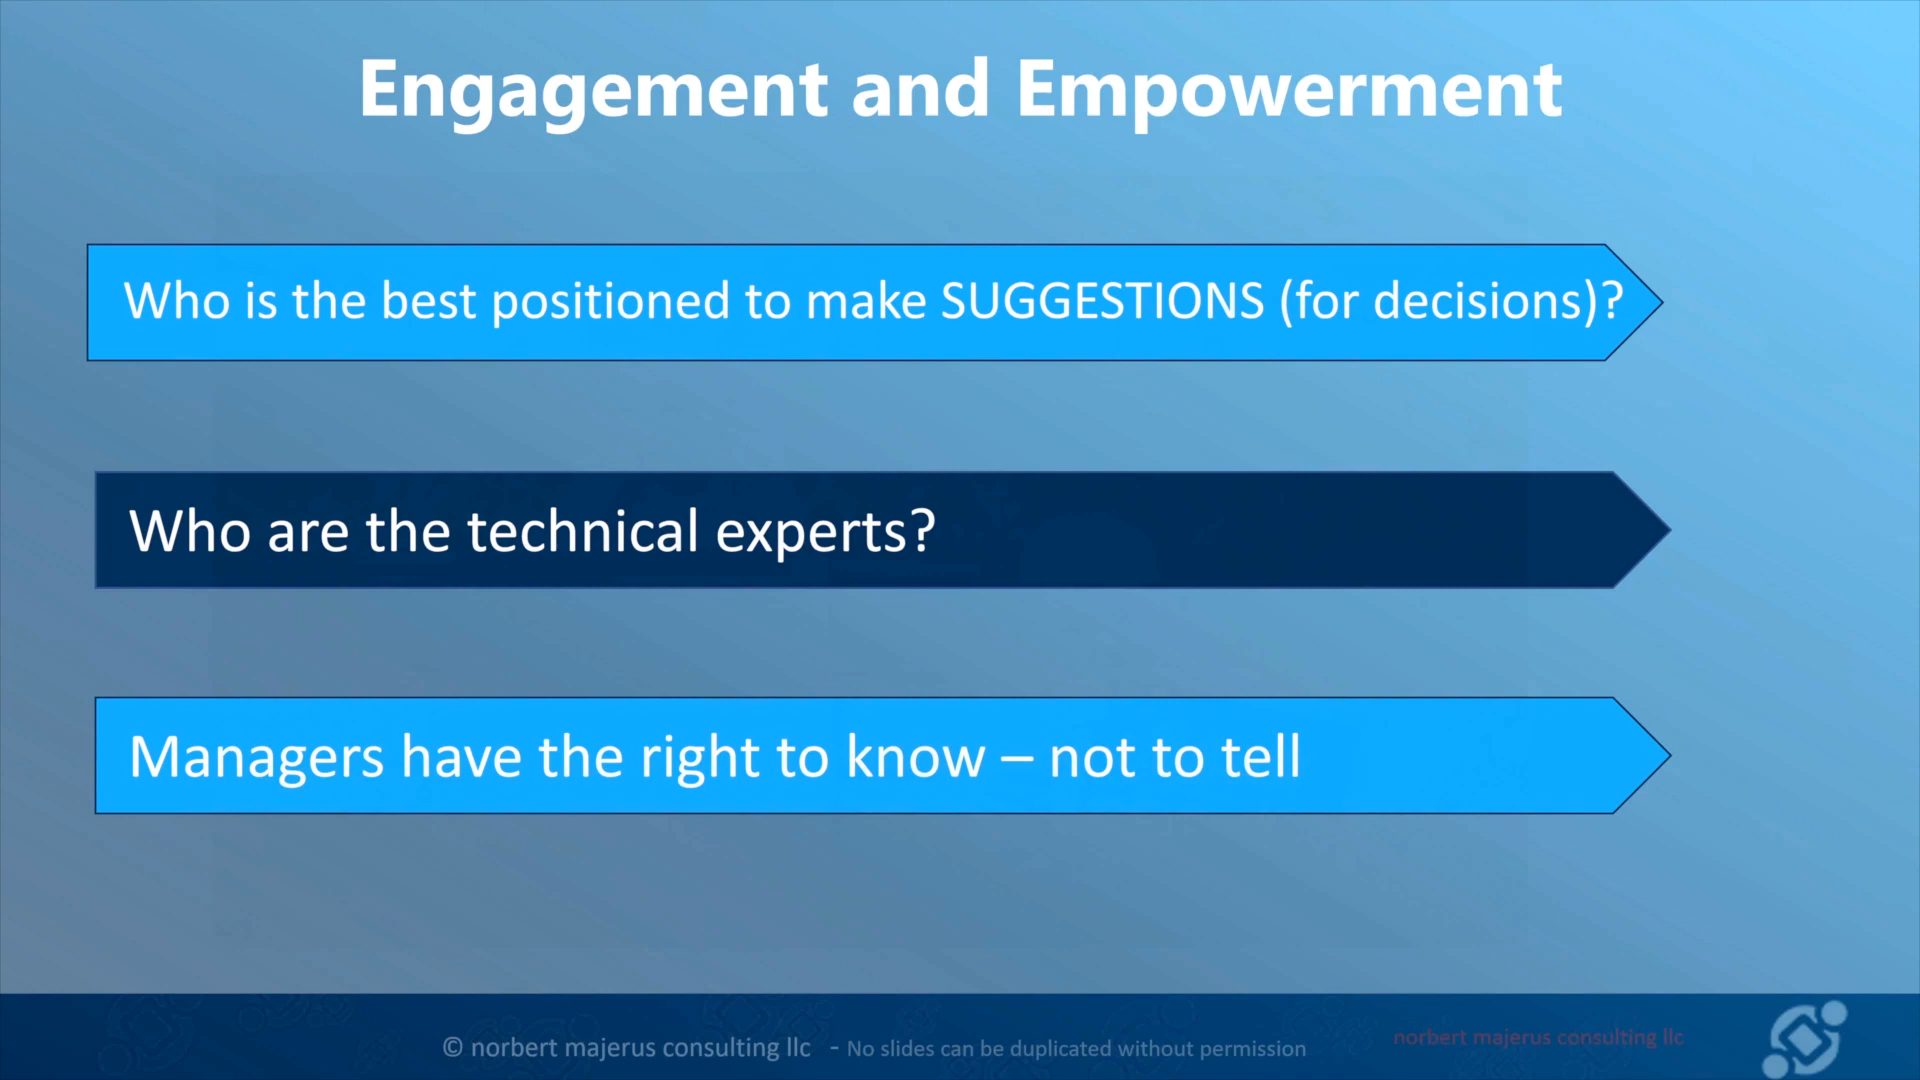 Engagement and Empowerment
Who is the best positioned to make SUGGESTIONS (for decisions)?
Who are the technical experts?
Managers have the right to know – not to tell
© norbert majerus consulting llc - No slides can be duplicated without permission
norbert majerus consulting llc